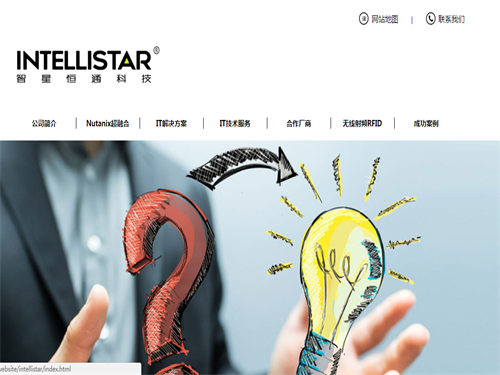 网站地图 | 联系我们
INTELLISTAR®
智星恒通科技
公司简介 | Nutanix超融合 | IT解决方案 | IT技术服务 | 合作厂商 | 无线射频RFID | 成功案例
website/intellistar/index.html